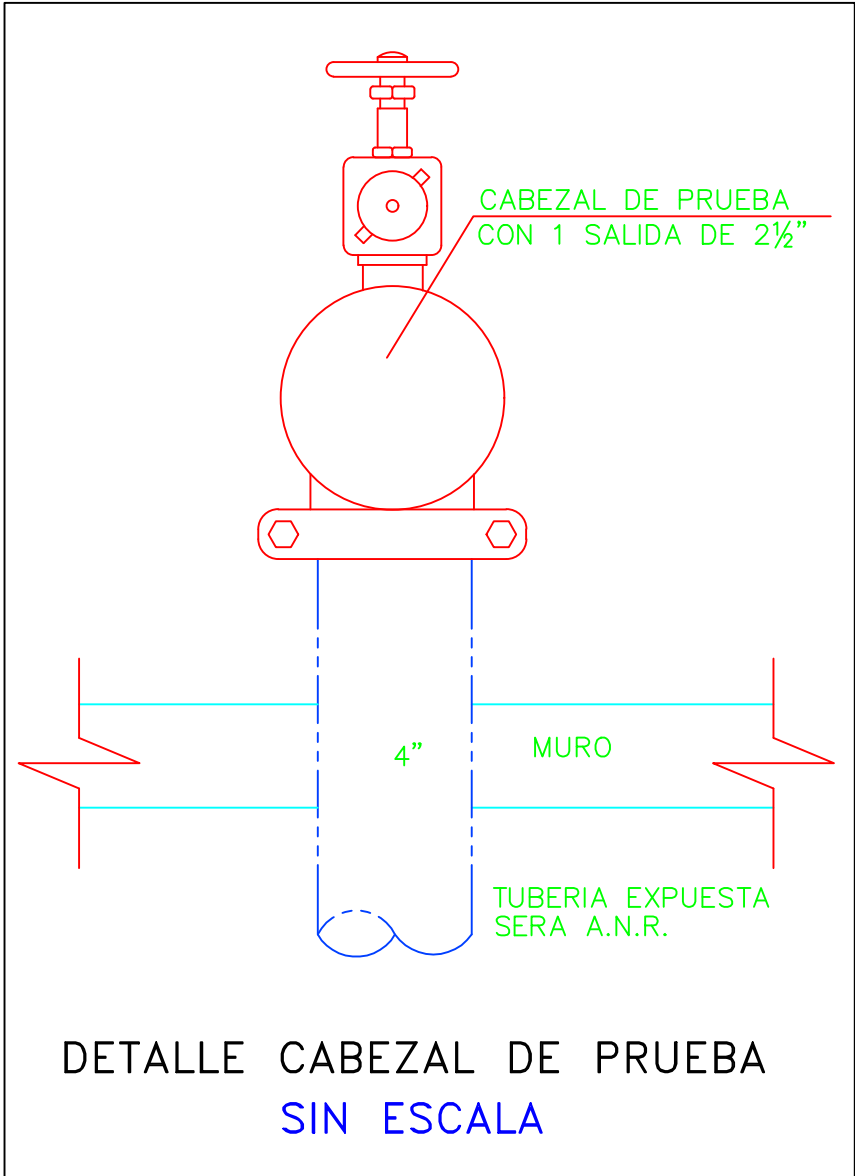 CABEZAL DE PRUEBA
CON 1 SALIDA DE 2½”
4”
MURO
TUBERIA EXPUESTA
SERA A.N.R.
DETALLE CABEZAL DE PRUEBA
SIN ESCALA